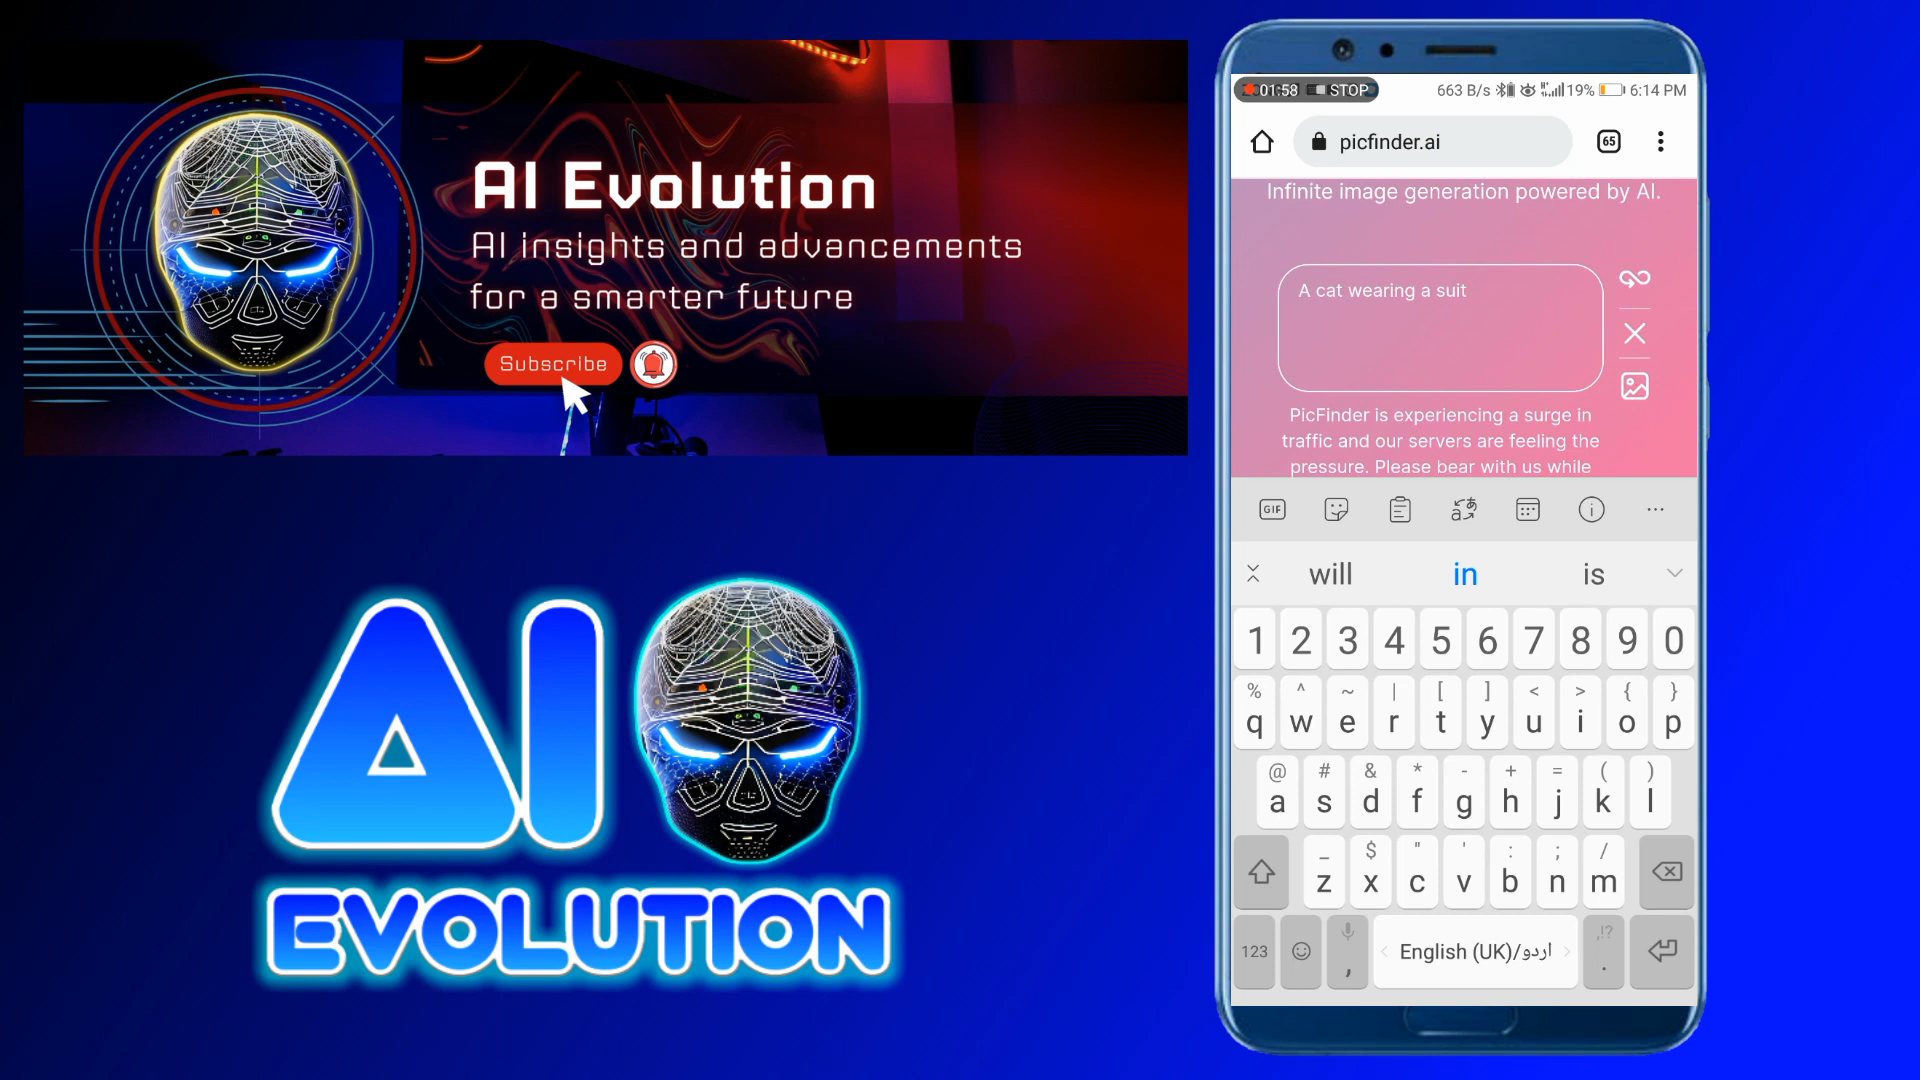 AI Evolution
AI insights and advancements
for a smarter future
Subscribe
AI
EVOLUTION
01:58 STOP
663 B/s 19% 6:14 PM
picfinder.ai
65
Infinite image generation powered by AI.
A cat wearing a suit
PicFinder is experiencing a surge in
traffic and our servers are feeling the
pressure. Please bear with us while
GIF
will in is
1 2 3 4 5 6 7 8 9 0
% ^ ~ | [ ] < > { }
q w e r t y u i o p
@ # & * - + = ( )
a s d f g h j k l
_ $ " ' : ; /
z x c v b n m
,!?
123 , English (UK)/اردو .